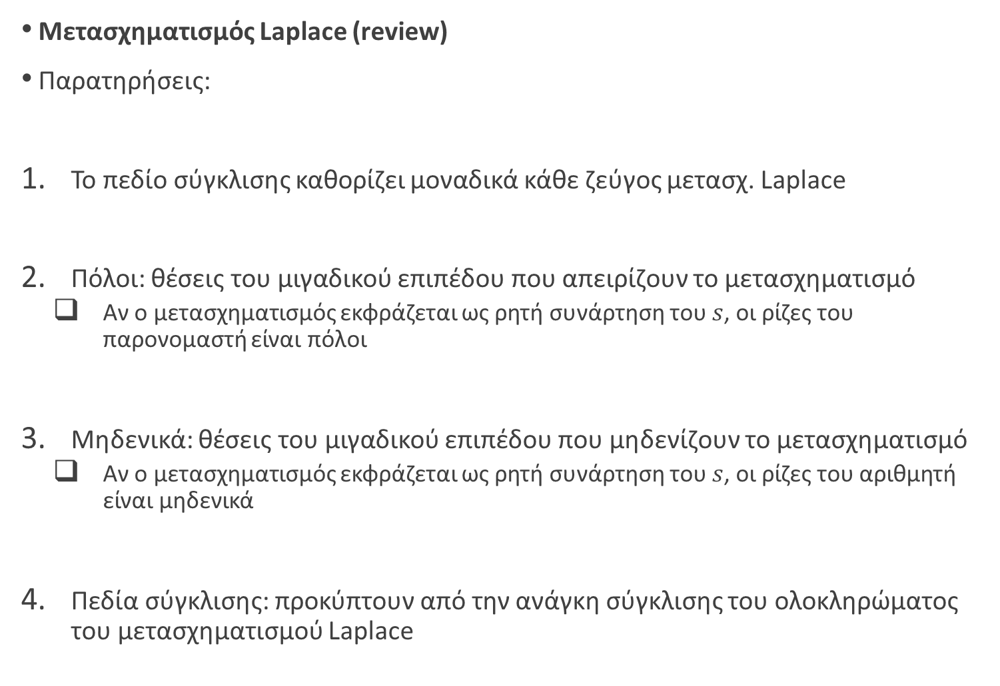 • Μετασχηματισμός Laplace (review)
• Παρατηρήσεις:
1. Το πεδίο σύγκλισης καθορίζει μοναδικά κάθε ζεύγος μετασχ. Laplace
2. Πόλοι: θέσεις του μιγαδικού επιπέδου που απειρίζουν το μετασχηματισμό
❑ Αν ο μετασχηματισμός εκφράζεται ως ρητή συνάρτηση του 𝑠, οι ρίζες του
παρονομαστή είναι πόλοι
3. Μηδενικά: θέσεις του μιγαδικού επιπέδου που μηδενίζουν το μετασχηματισμό
❑ Αν ο μετασχηματισμός εκφράζεται ως ρητή συνάρτηση του 𝑠, οι ρίζες του αριθμητή
είναι μηδενικά
4. Πεδία σύγκλισης: προκύπτουν από την ανάγκη σύγκλισης του ολοκληρώματος
του μετασχηματισμού Laplace